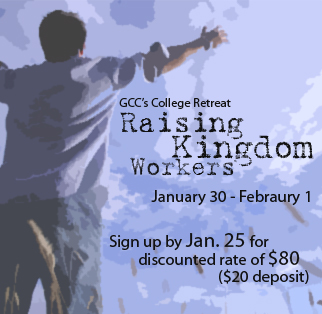 GCC's College Retreat
Raising
Kingdom
Workers
January 30 - Febraury 1
Sign up by Jan. 25 for
discounted rate of $80
($20 deposit)